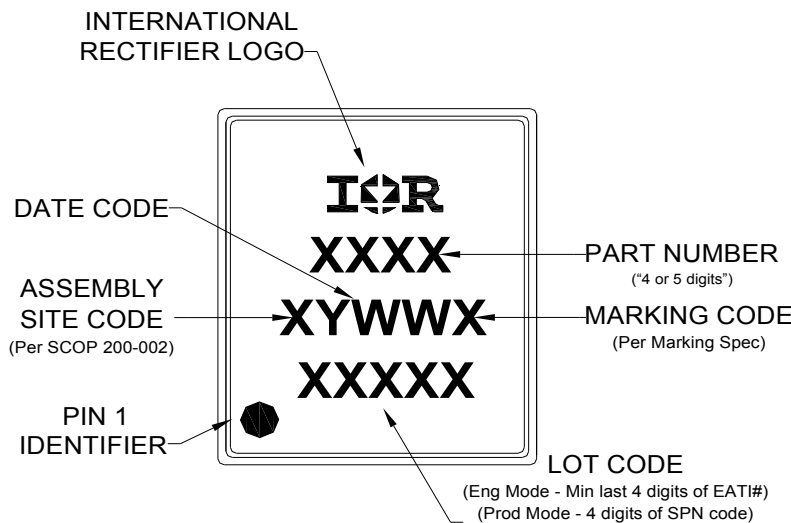 INTERNATIONAL
RECTIFIER LOGO
IOR
DATE CODE
XXXX
PART NUMBER
("4 or 5 digits")
ASSEMBLY
SITE CODE
(Per SCOP 200-002)
XYWWX
MARKING CODE
(Per Marking Spec)
XXXXX
PIN 1
IDENTIFIER
LOT CODE
(Eng Mode - Min last 4 digits of EATI#)
(Prod Mode - 4 digits of SPN code)